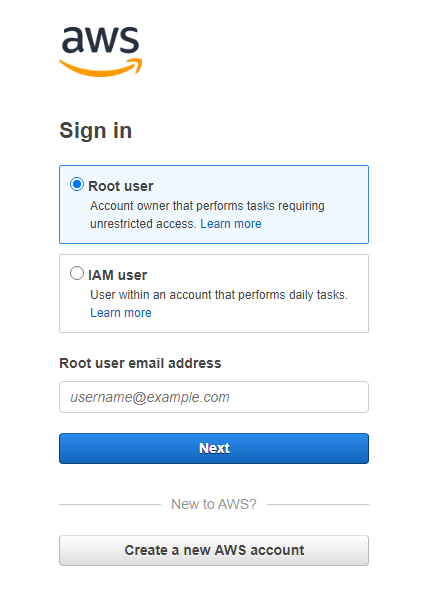 aws
Sign in
Root user
Account owner that performs tasks requiring
unrestricted access. Learn more
IAM user
User within an account that performs daily tasks.
Learn more
Root user email address
username@example.com
Next
New to AWS?
Create a new AWS account